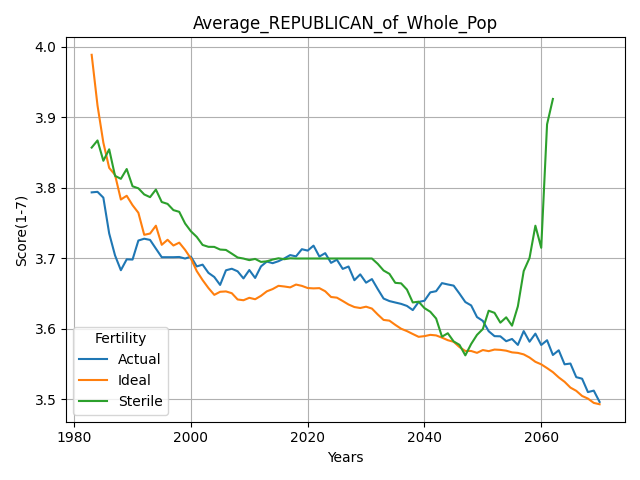 Average_REPUBLICAN_of_Whole_Pop
Score(1-7)
4.0
3.9
3.8
3.7
3.6
3.5
Fertility
Actual
Ideal
Sterile
1980
2000
2020
2040
2060
Years